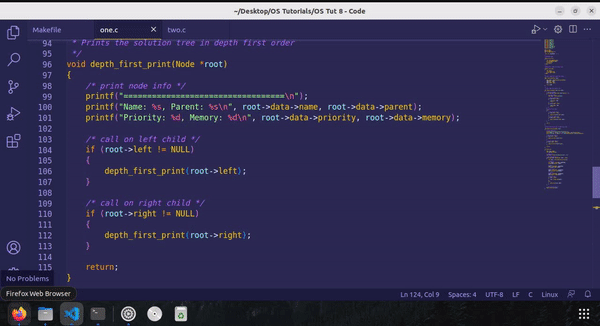 ~/Desktop/OS Tutorials/OS Tut 8 - Code
Makefile
one.c
two.c
94 * Prints the solution tree in depth first order
95 */
96 void depth_first_print(Node *root)
97 {
98 /* print node info */
99 printf("==================================\n");
100 printf("Name: %s, Parent: %s\n", root->data->name, root->data->parent);
101 printf("Priority: %d, Memory: %d\n", root->data->priority, root->data->memory);
102
103 /* call on left child */
104 if (root->left != NULL)
105 {
106 depth_first_print(root->left);
107 }
108
109 /* call on right child */
110 if (root->right != NULL)
111 {
112 depth_first_print(root->right);
113 }
114
115 return;
}
No Problems
Firefox Web Browser
Ln 124, Col 9 Spaces: 4 UTF-8 LF C Linux